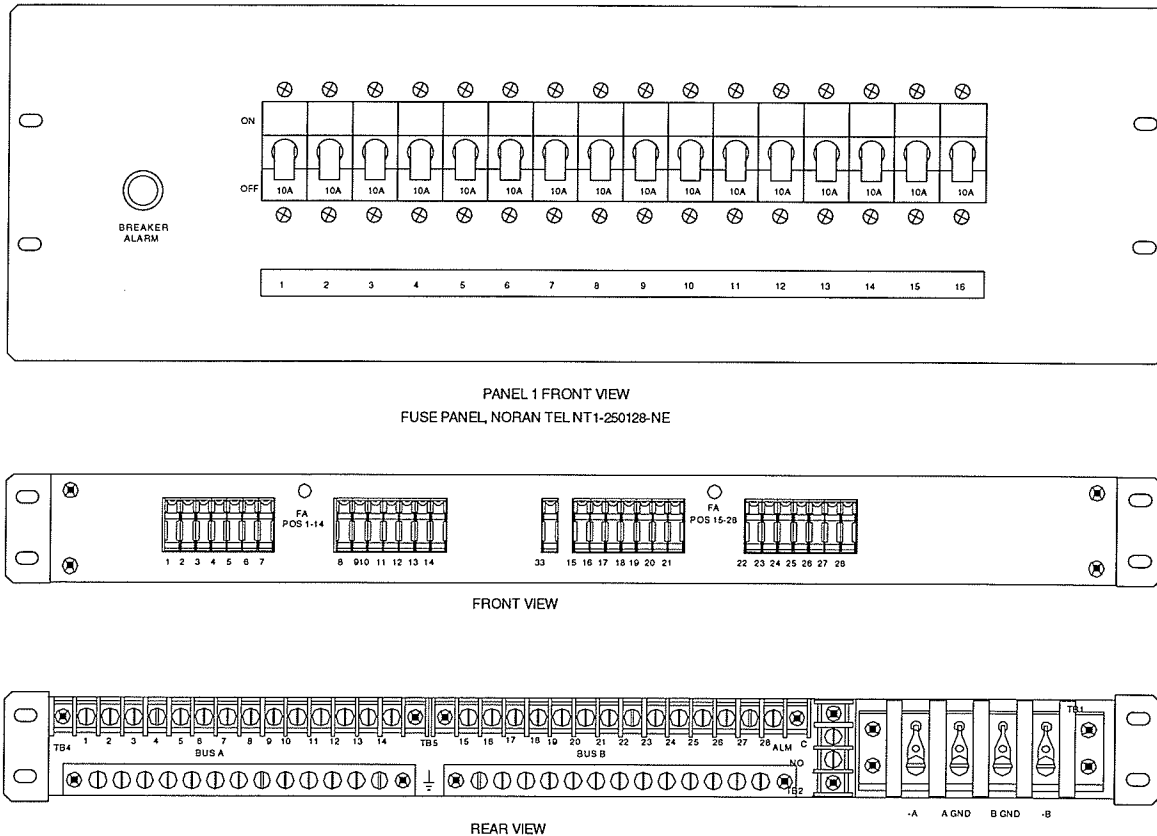 ON
OFF
10A 10A 10A 10A 10A 10A 10A 10A 10A 10A 10A 10A 10A 10A 10A 10A
BREAKER
ALARM
1 2 3 4 5 6 7 8 9 10 11 12 13 14 15 16
PANEL 1 FRONT VIEW
FUSE PANEL, NORAN TEL NT1-250128-NE
FA
POS 1-14
FA
POS 15-28
1 2 3 4 5 6 7 8 9 10 11 12 13 14 33 15 16 17 18 19 20 21 22 23 24 25 26 27 28
FRONT VIEW
TB4 1 2 3 4 5 6 7 8 9 10 11 12 13 14 TB5 15 16 17 18 19 20 21 22 23 24 25 26 27 28 ALM C TB1
BUS A BUS B
NO
TB2
-A A GND B GND -B
REAR VIEW